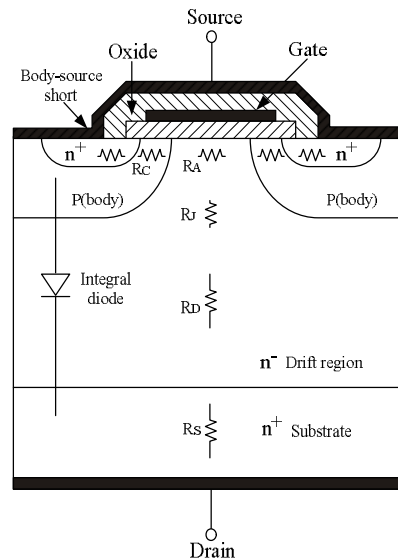 Source
Oxide
Gate
Body-source
short
n+
n+
RC
RA
P(body)
P(body)
RJ
Integral
diode
RD
n- Drift region
RS
n+ Substrate
Drain